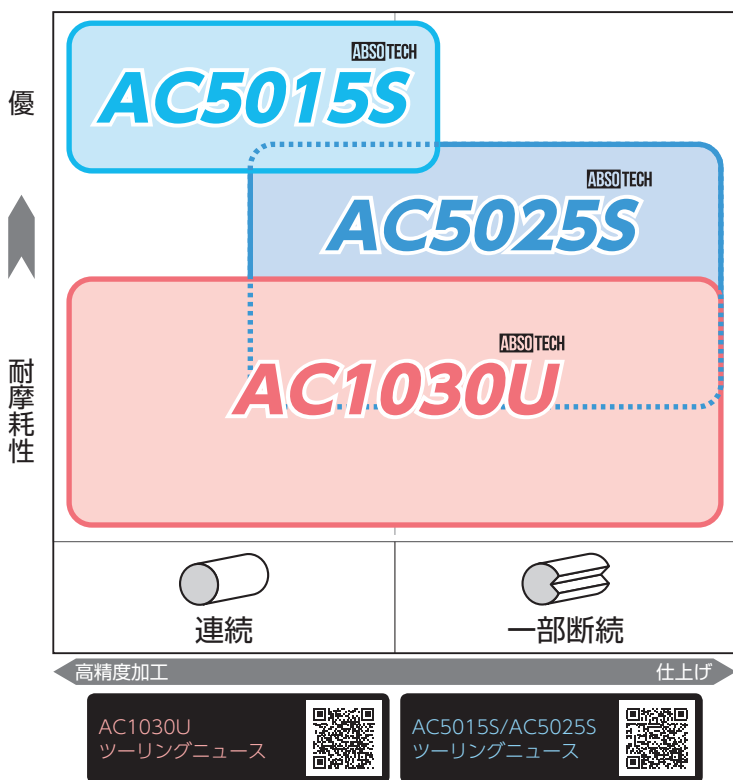 優
耐摩耗性
ABSOTECH
AC5015S
ABSOTECH
AC5025S
ABSOTECH
AC1030U
連続
一部断続
高精度加工
仕上げ
AC1030U
ツーリングニュース
AC5015S/AC5025S
ツーリングニュース